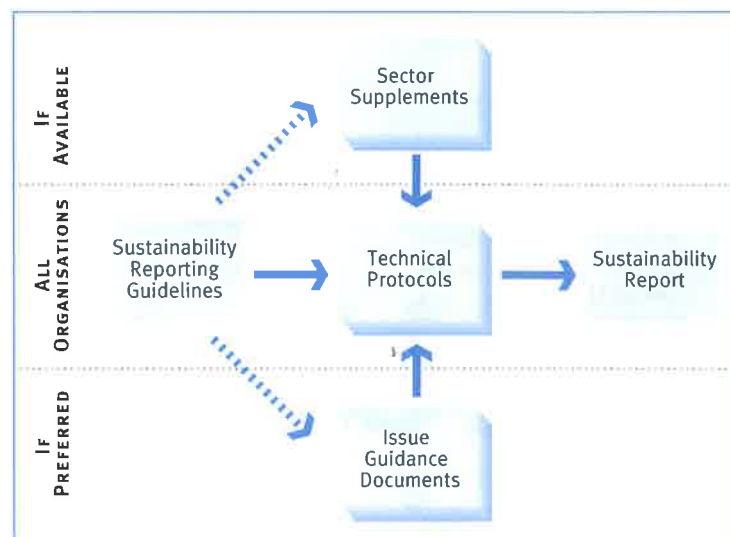 IF
AVAILABLE
Sector
Supplements
ALL
ORGANISATIONS
Sustainability
Reporting
Guidelines
Technical
Protocols
Sustainability
Report
IF
PREFERRED
Issue
Guidance
Documents